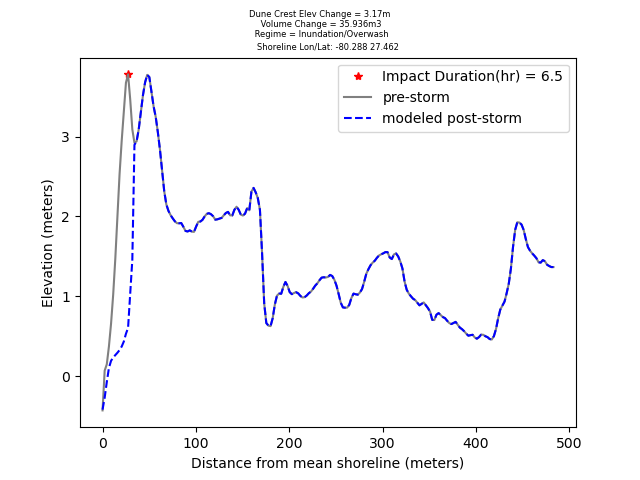 Dune Crest Elev Change = 3.17m
Volume Change = 35.936m3
Regime = Inundation/Overwash
Shoreline Lon/Lat: -80.288 27.462
Impact Duration(hr) = 6.5
pre-storm
modeled post-storm
Elevation (meters)
3
2
1
0
0 100 200 300 400 500
Distance from mean shoreline (meters)